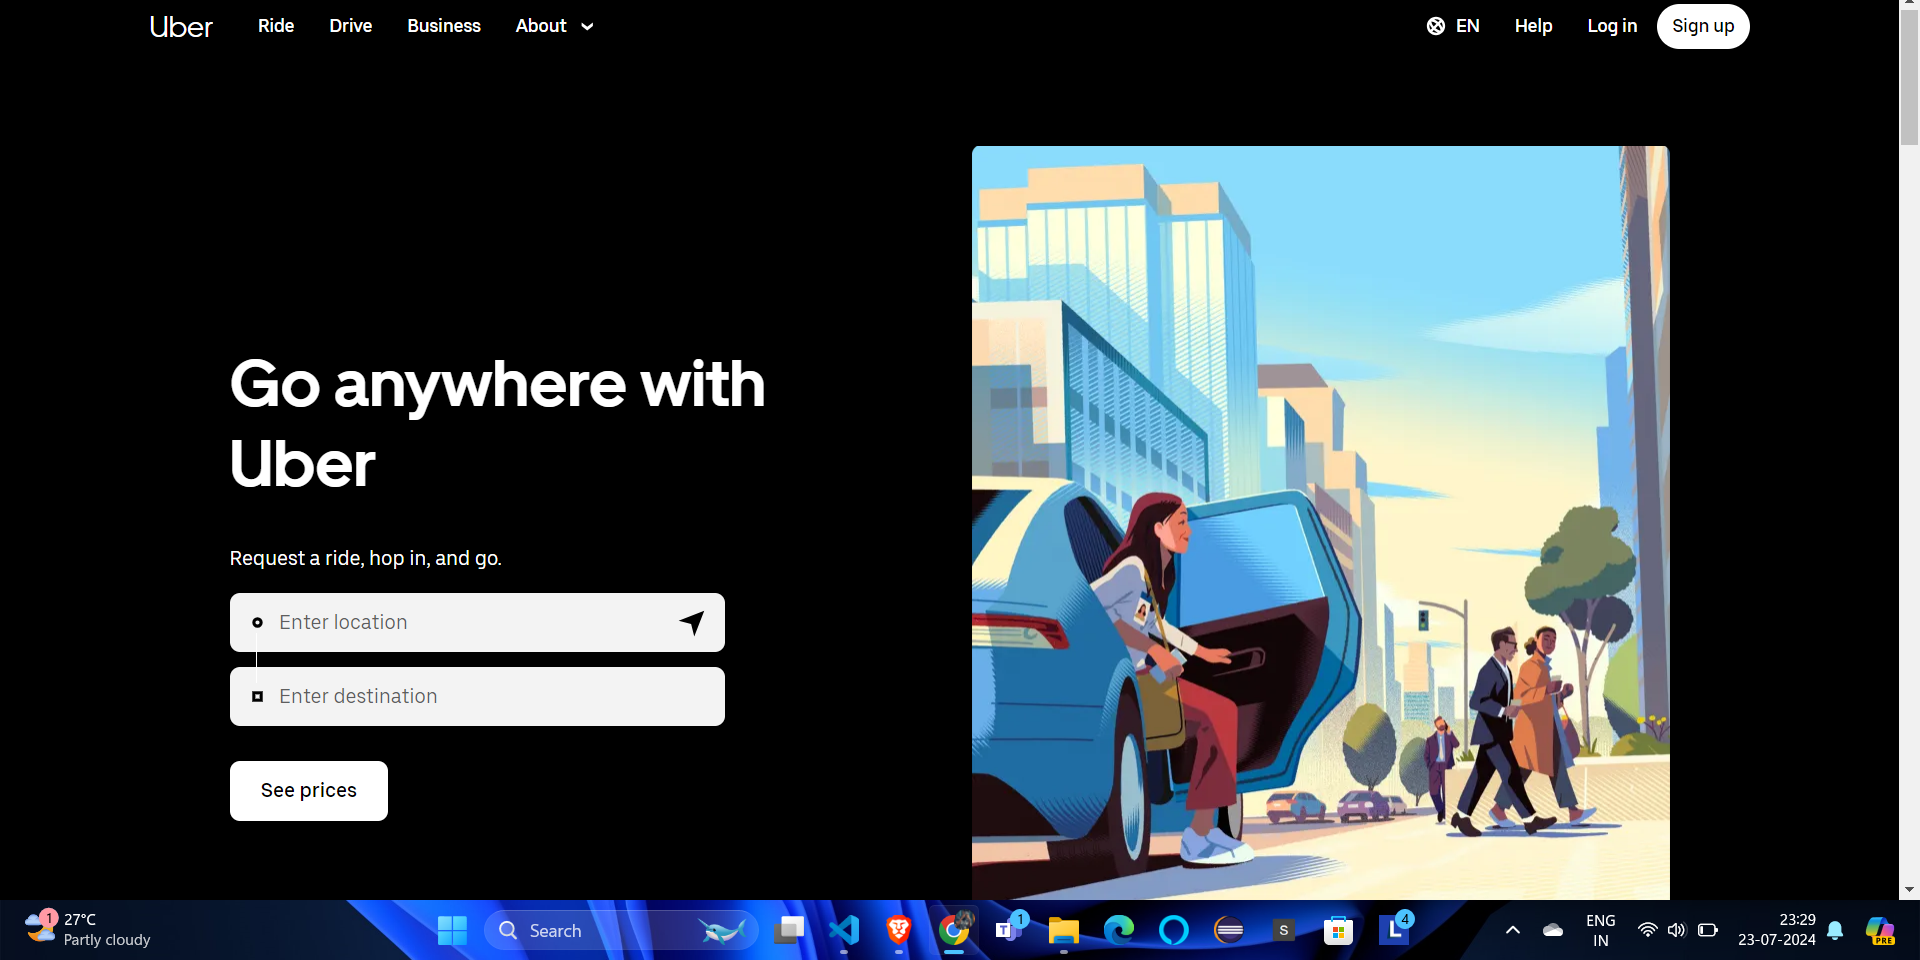 Uber Ride Drive Business About EN Help Log in Sign up
Go anywhere with
Uber
Request a ride, hop in, and go.
Enter location
Enter destination
See prices
1 27°C
Partly cloudy
Search
T 1
S
L 4
PRE
ENG
IN
23:29
23-07-2024